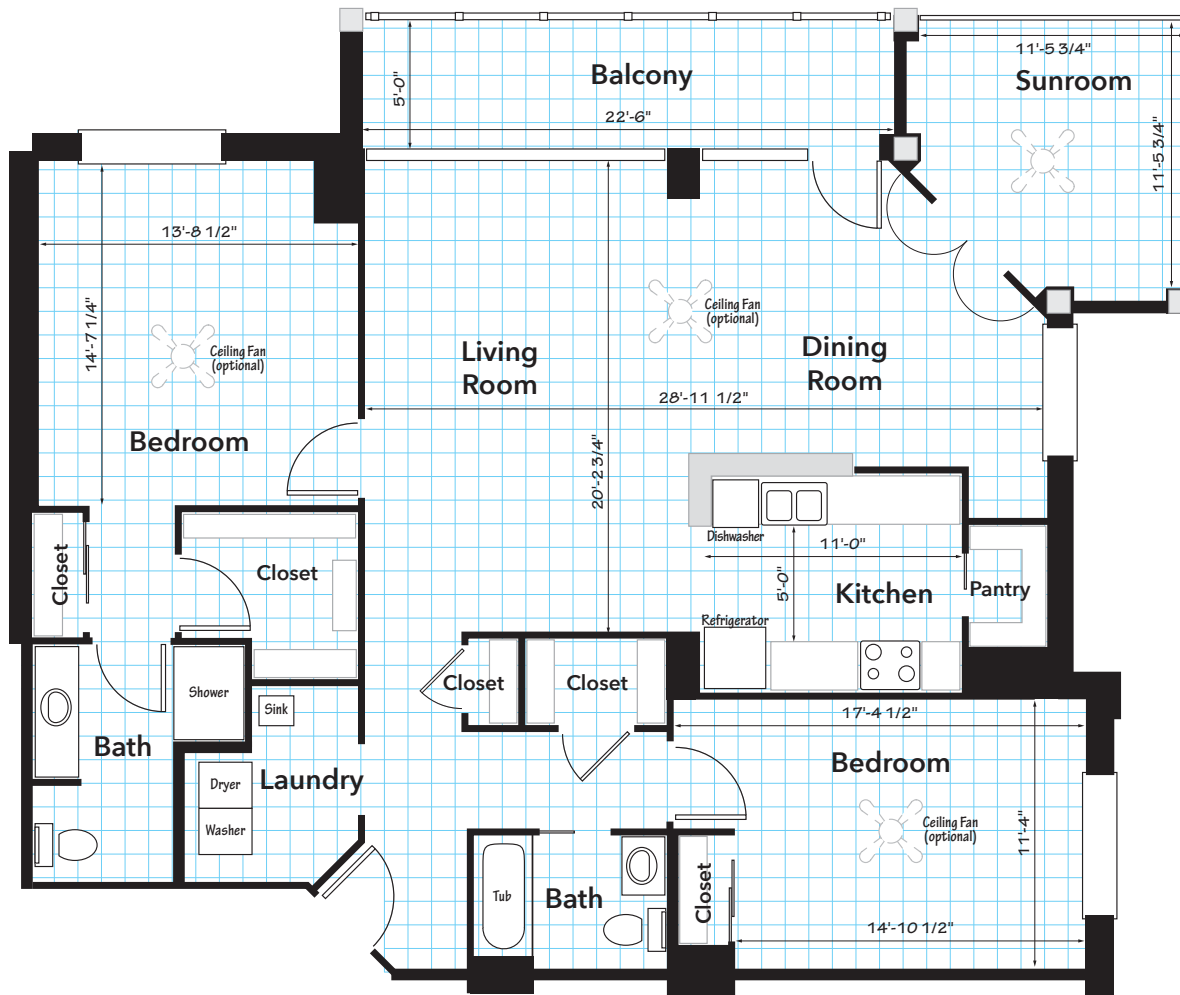 11'-5 3/4"
Sunroom
Balcony
5'-0"
22'-6"
11'-5 3/4"
13'-8 1/2"
14'-7 1/4"
Ceiling Fan
(optional)
Bedroom
Ceiling Fan
(optional)
Living
Room
Dining
Room
28'-11 1/2"
20'-2 3/4"
Dishwasher
11'-0"
5'-0"
Kitchen
Pantry
Refrigerator
Closet
Closet
Closet
Closet
Shower
Sink
Bath
Laundry
Dryer
Washer
17'-4 1/2"
Bedroom
Ceiling Fan
(optional)
11'-4"
Tub
Bath
Closet
14'-10 1/2"